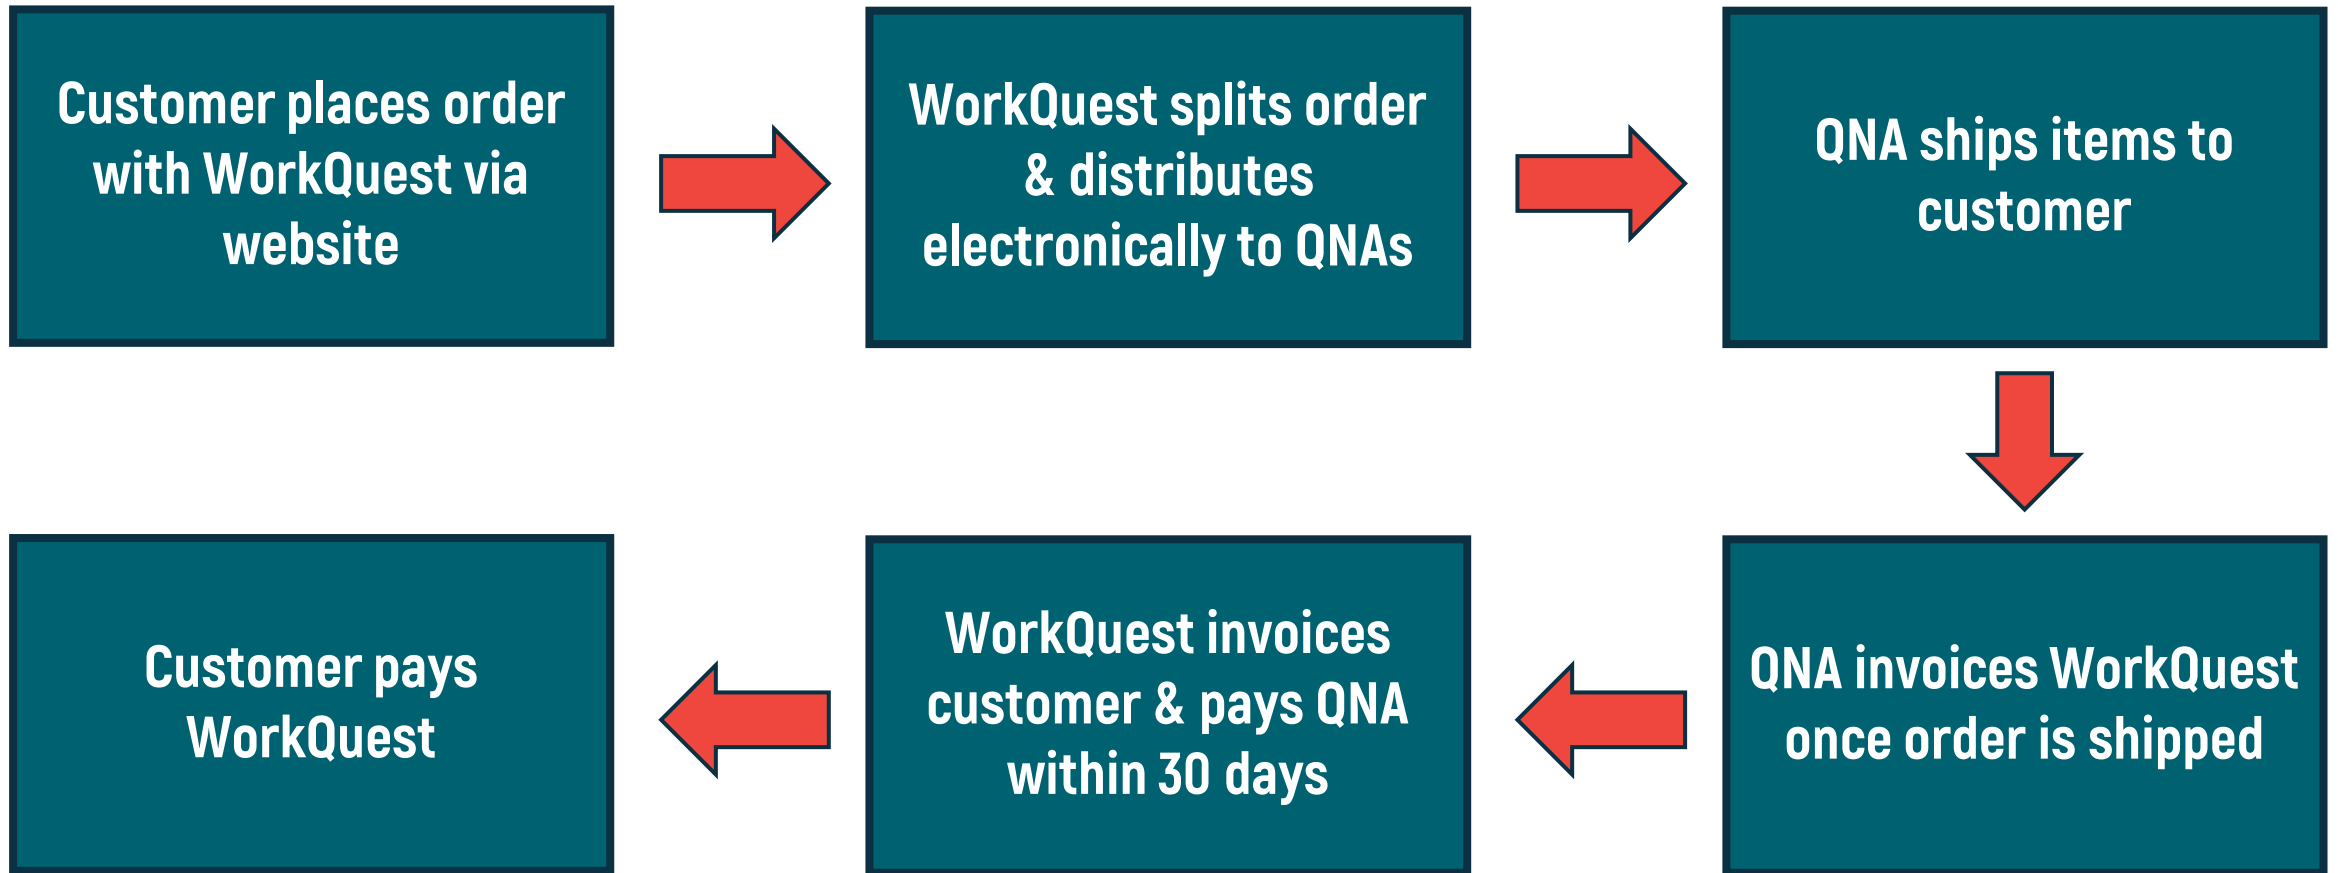 Customer places order
with WorkQuest via
website
WorkQuest splits order
& distributes
electronically to QNAs
QNA ships items to
customer
QNA invoices WorkQuest
once order is shipped
WorkQuest invoices
customer & pays QNA
within 30 days
Customer pays
WorkQuest